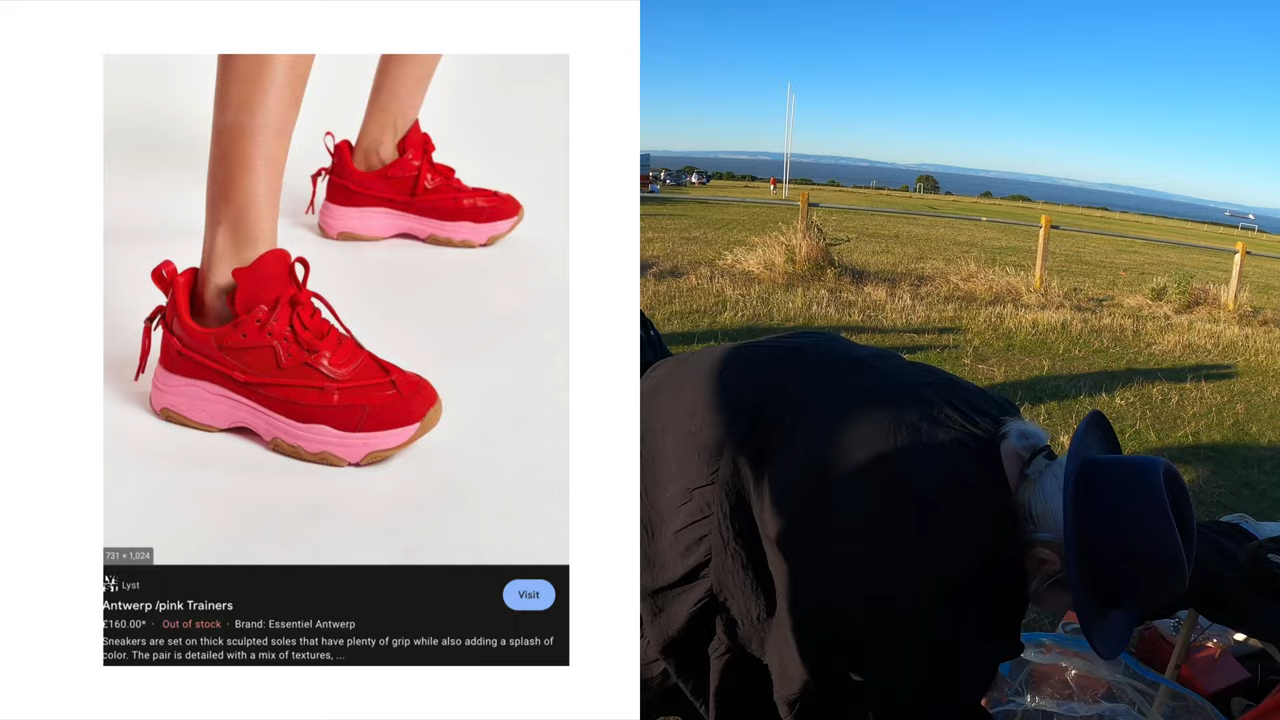 731 × 1,024
LY
ST
Lyst
Antwerp /pink Trainers
Visit
£160.00* · Out of stock · Brand: Essentiel Antwerp
Sneakers are set on thick sculpted soles that have plenty of grip while also adding a splash of
color. The pair is detailed with a mix of textures, ...